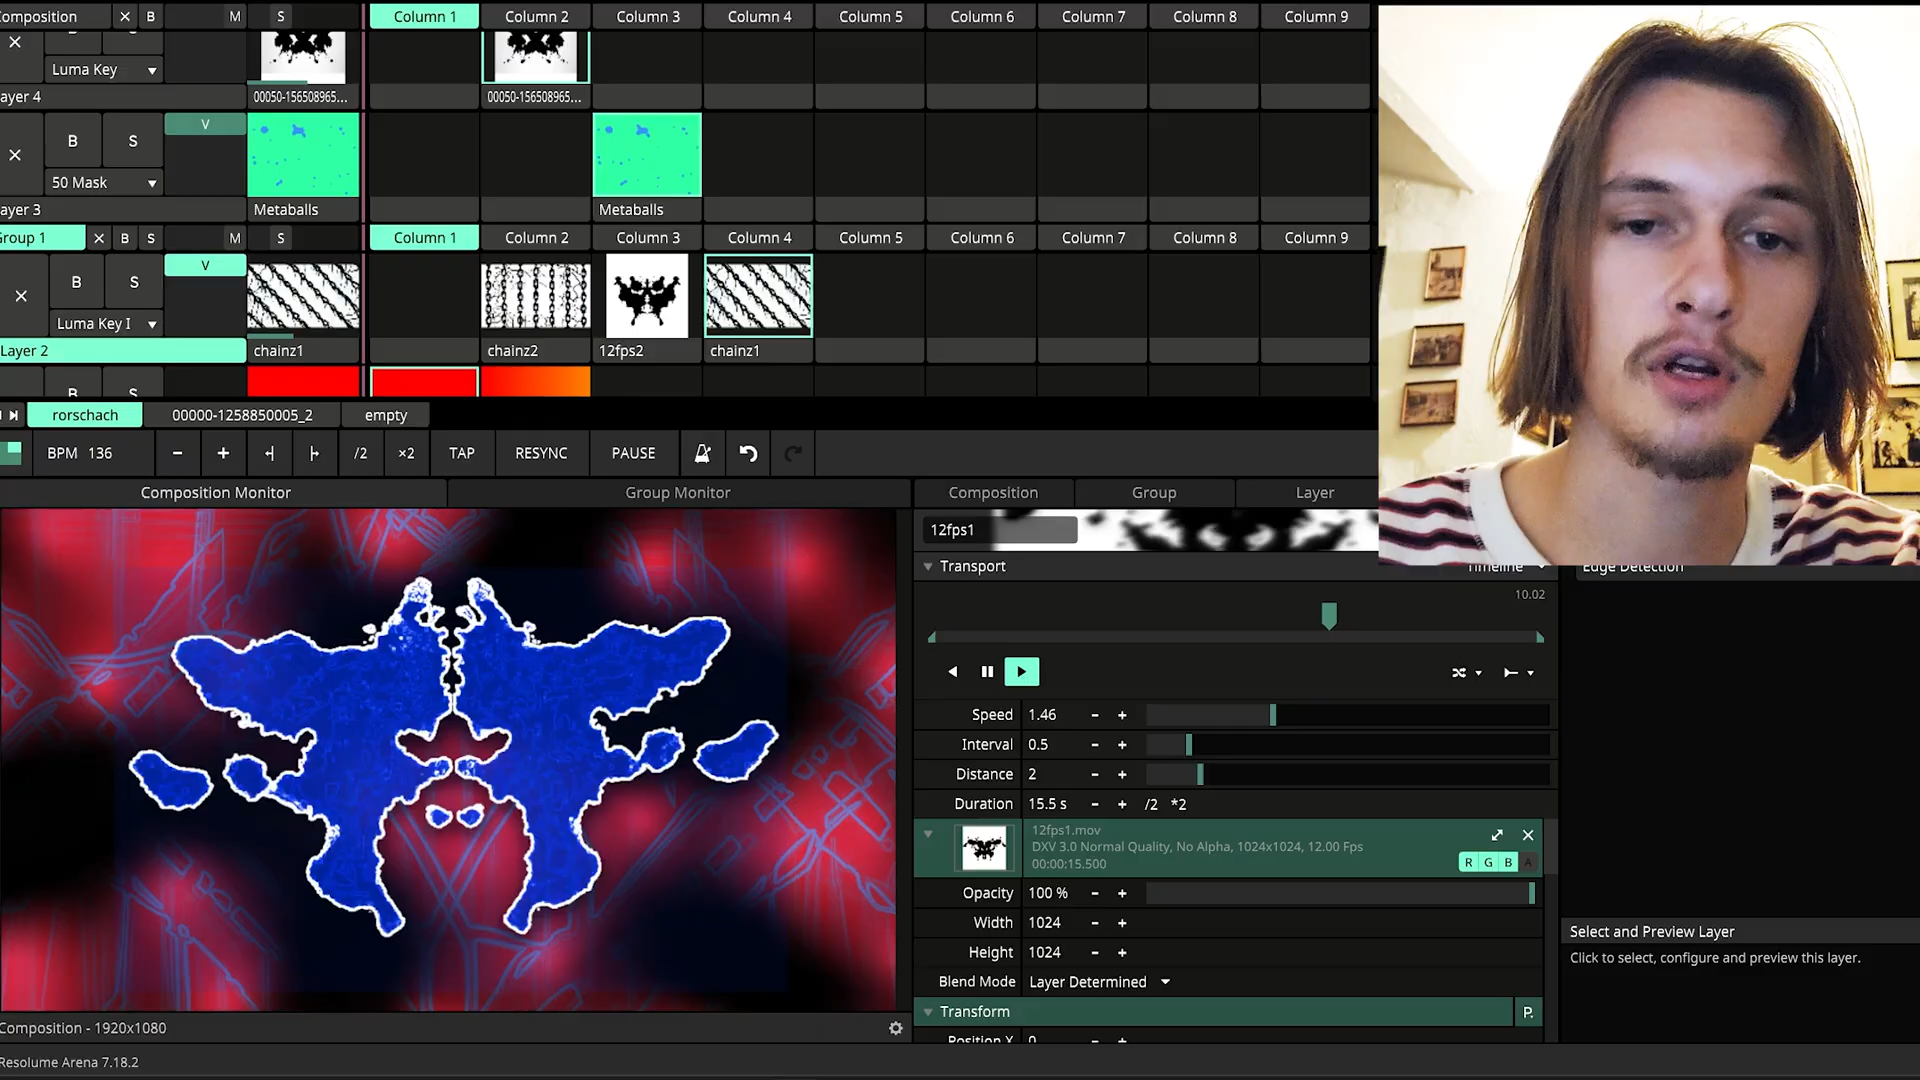 Composition X B M S Column 1 Column 2 Column 3 Column 4 Column 5 Column 6 Column 7 Column 8 Column 9
Luma Key
ayer 4 00050-156508965... 00050-156508965...
V
B S
50 Mask
ayer 3 Metaballs Metaballs
Group 1 X B S M S Column 1 Column 2 Column 3 Column 4 Column 5 Column 6 Column 7 Column 8 Column 9
V
B S
Luma Key I
Layer 2 chainz1 chainz2 12fps2 chainz1
B S
rorschach 00000-1258850005_2 empty
BPM 136 - + /2 ×2 TAP RESYNC PAUSE
Composition Monitor Group Monitor Composition Group Layer
12fps1
Transport Timeline Edge Detection
10.02
Speed 1.46 - +
Interval 0.5 - +
Distance 2 - +
Duration 15.5 s - + /2 *2
12fps1.mov
DXV 3.0 Normal Quality, No Alpha, 1024x1024, 12.00 Fps
00:00:15.500 R G B A
Opacity 100 % - +
Width 1024 - +
Height 1024 - +
Blend Mode Layer Determined
Transform P.
Position X 0 - +
Select and Preview Layer
Click to select, configure and preview this layer.
Composition - 1920x1080
Resolume Arena 7.18.2